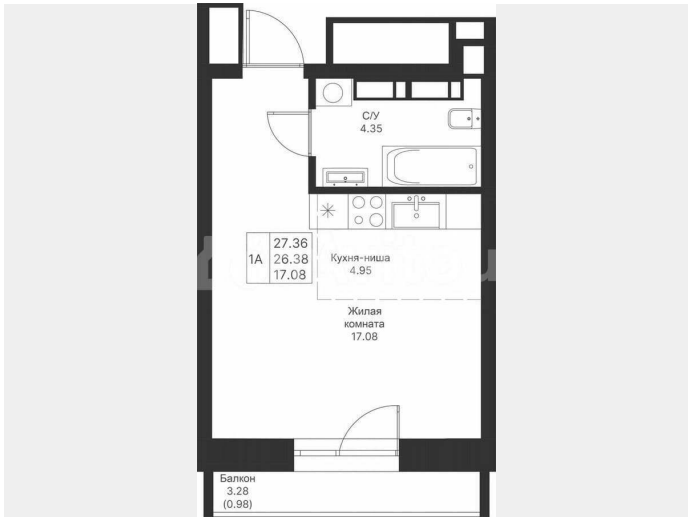 С/У
4.35
27.36
1А 26.38
17.08
Кухня-ниша
4.95
Жилая
комната
17.08
Балкон
3.28
(0.98)